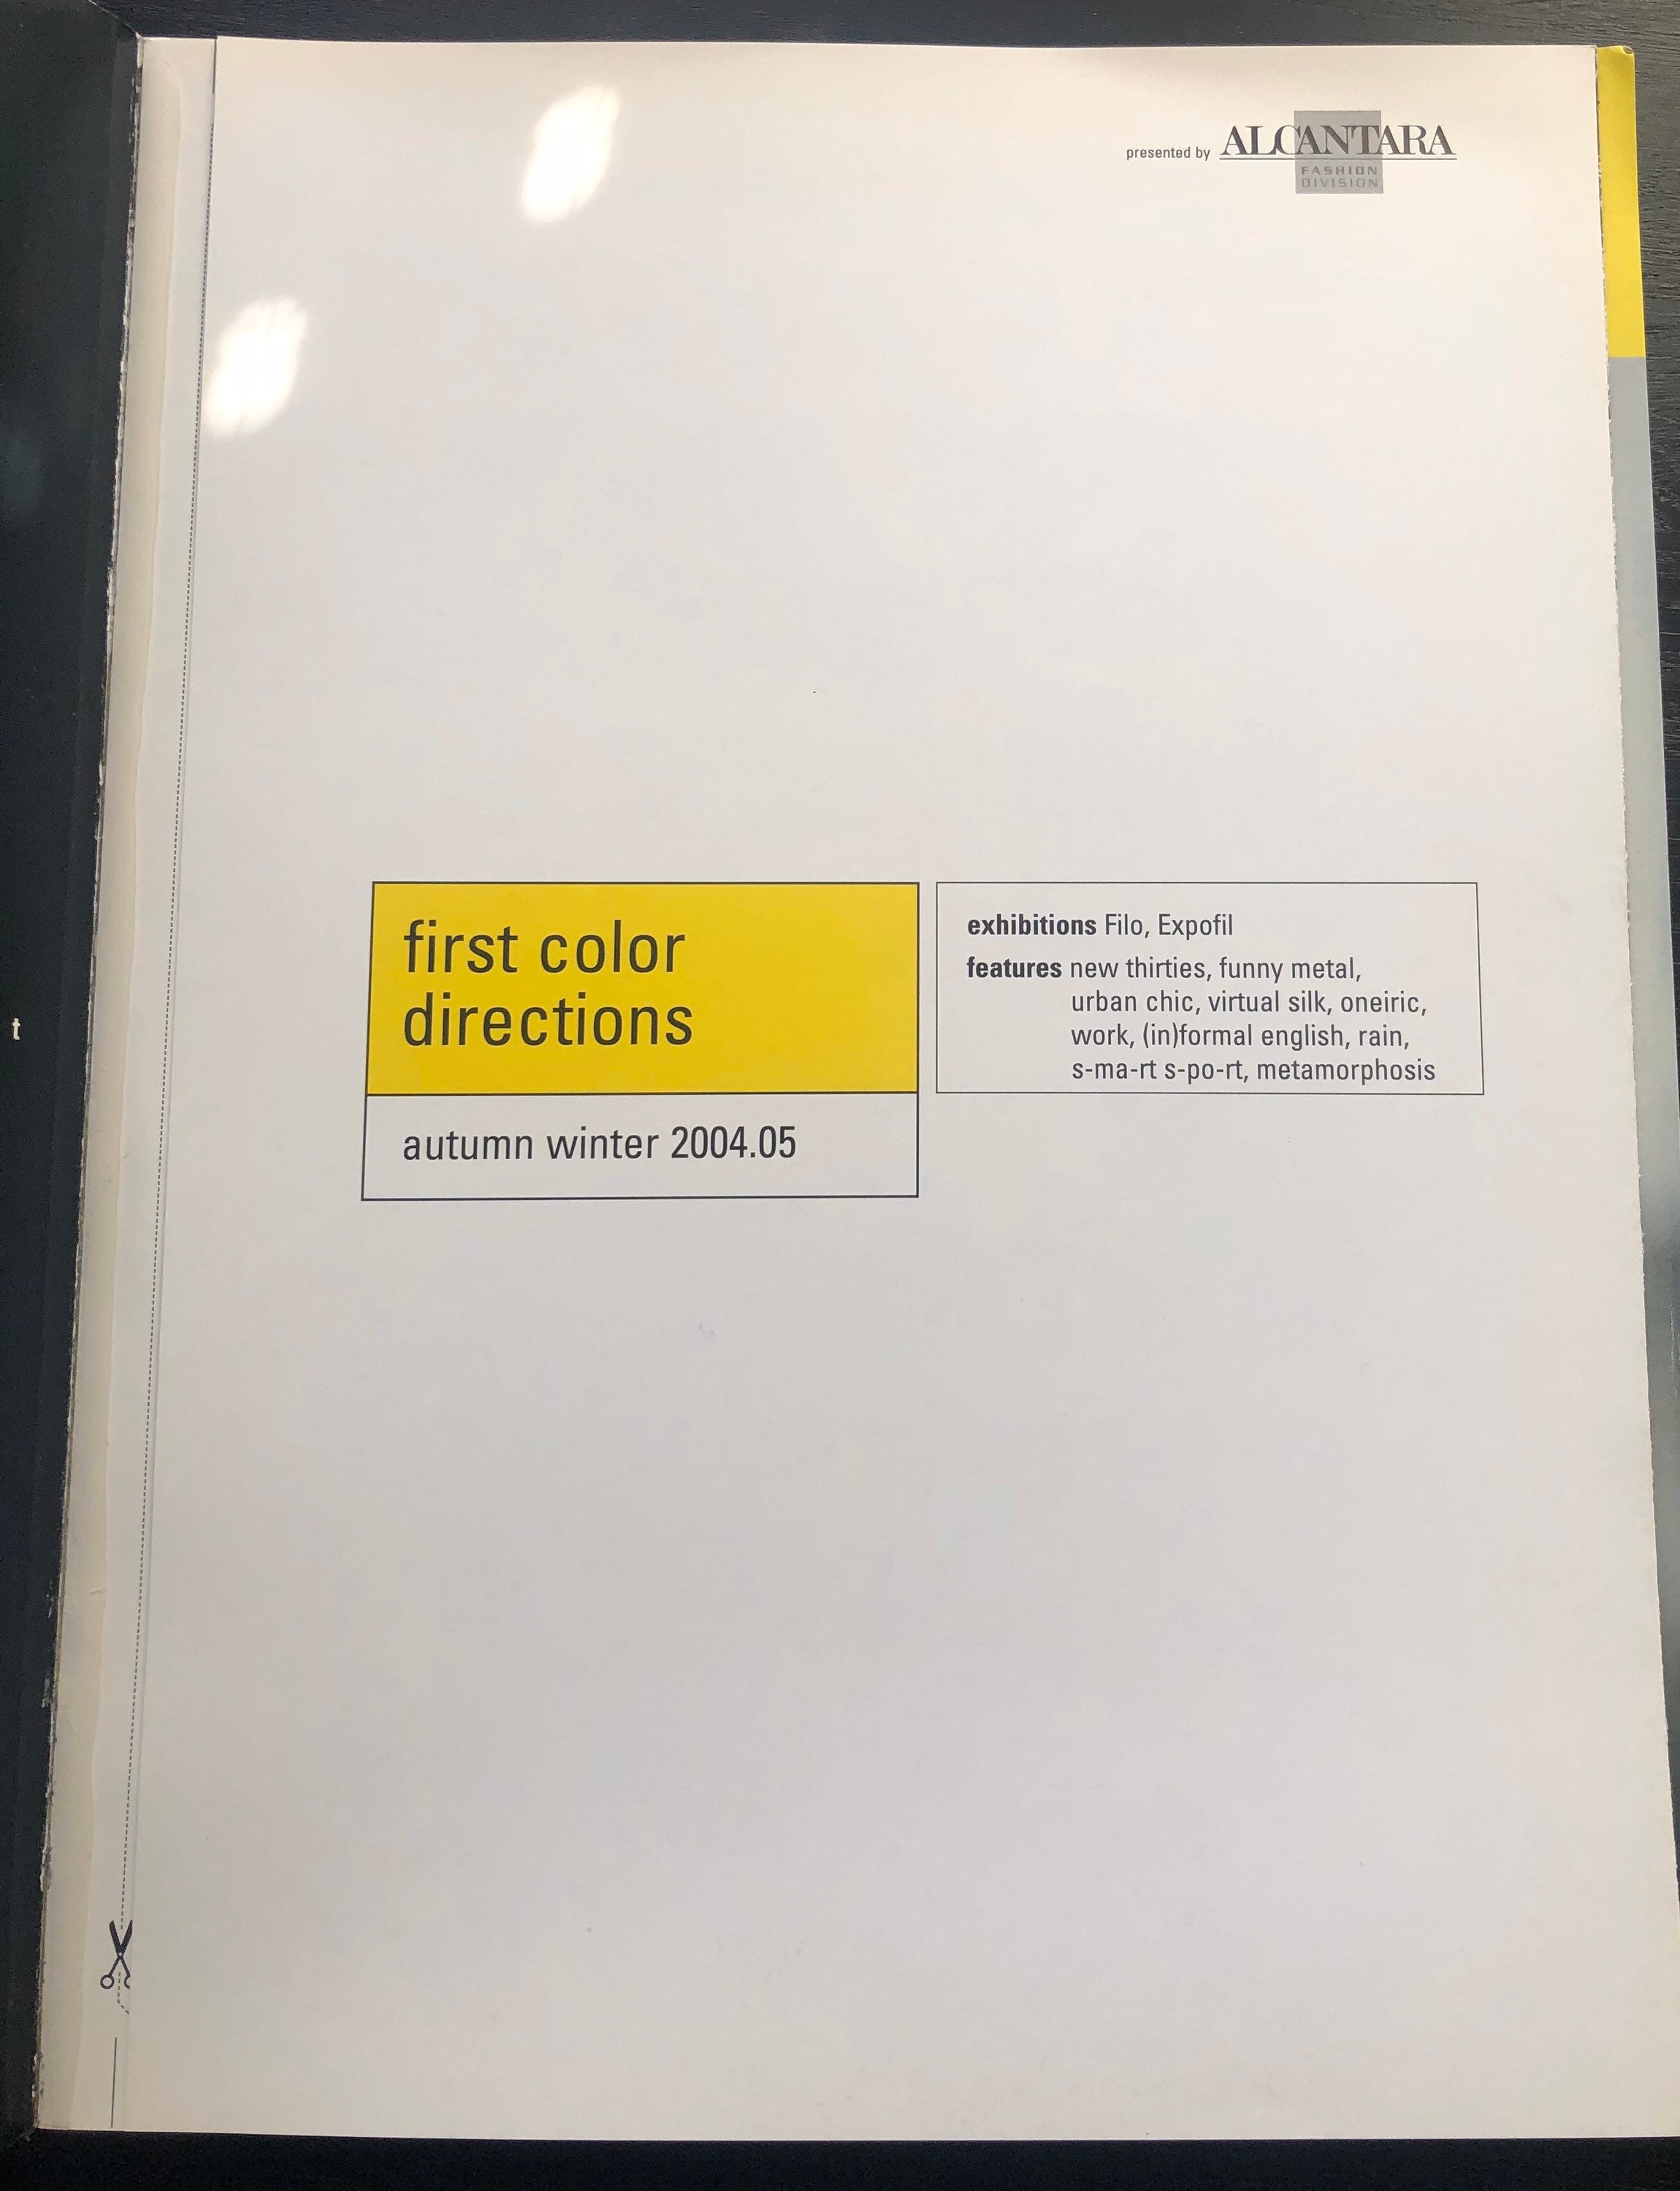 presented by ALCANTARA
FASHION
DIVISION
first color
directions
autumn winter 2004.05
exhibitions Filo, Expofil
features new thirties, funny metal,
urban chic, virtual silk, oneiric,
work, (in)formal english, rain,
s-ma-rt s-po-rt, metamorphosis
t